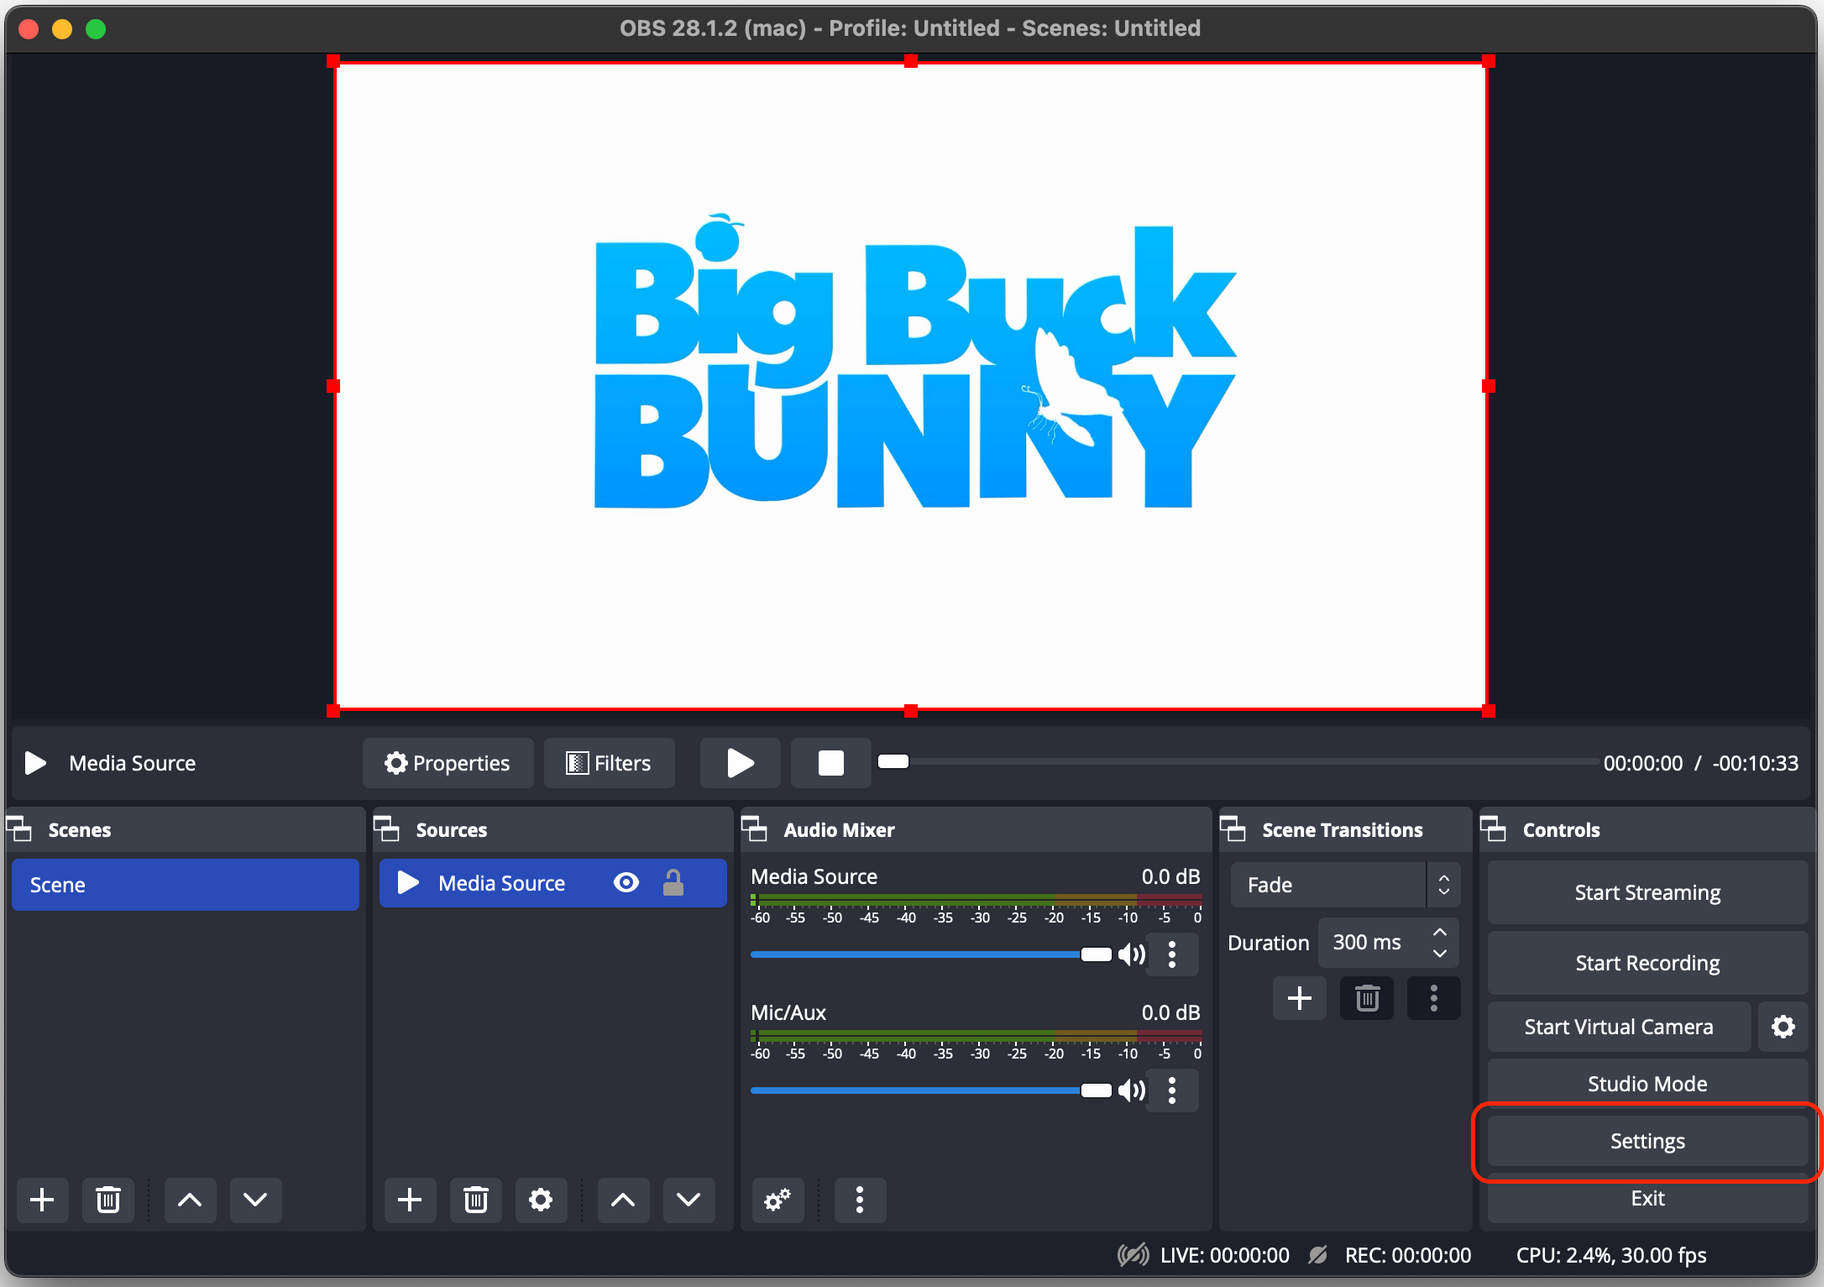 OBS 28.1.2 (mac) - Profile: Untitled - Scenes: Untitled
Big Buck
BUNNY
Media Source
Properties
Filters
00:00:00 / -00:10:33
Scenes
Scene
Sources
Media Source
Audio Mixer
Media Source 0.0 dB
-60 -55 -50 -45 -40 -35 -30 -25 -20 -15 -10 -5 0
Mic/Aux 0.0 dB
-60 -55 -50 -45 -40 -35 -30 -25 -20 -15 -10 -5 0
Scene Transitions
Fade
Duration 300 ms
Controls
Start Streaming
Start Recording
Start Virtual Camera
Studio Mode
Settings
Exit
LIVE: 00:00:00 REC: 00:00:00 CPU: 2.4%, 30.00 fps